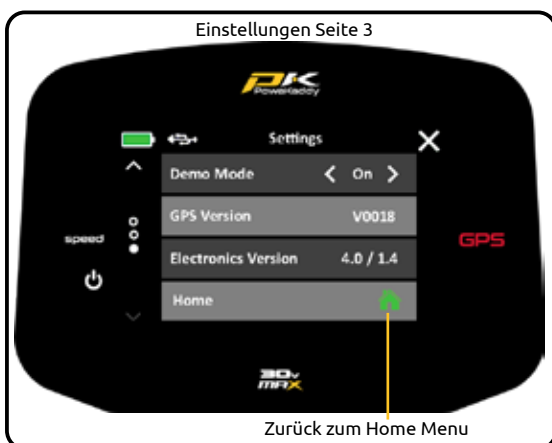 Einstellungen Seite 3
PK
PowaKaddy
Settings
Demo Mode < On >
GPS Version V0018
speed
GPS
Electronics Version 4.0 / 1.4
Home
30v
MAX
Zurück zum Home Menu